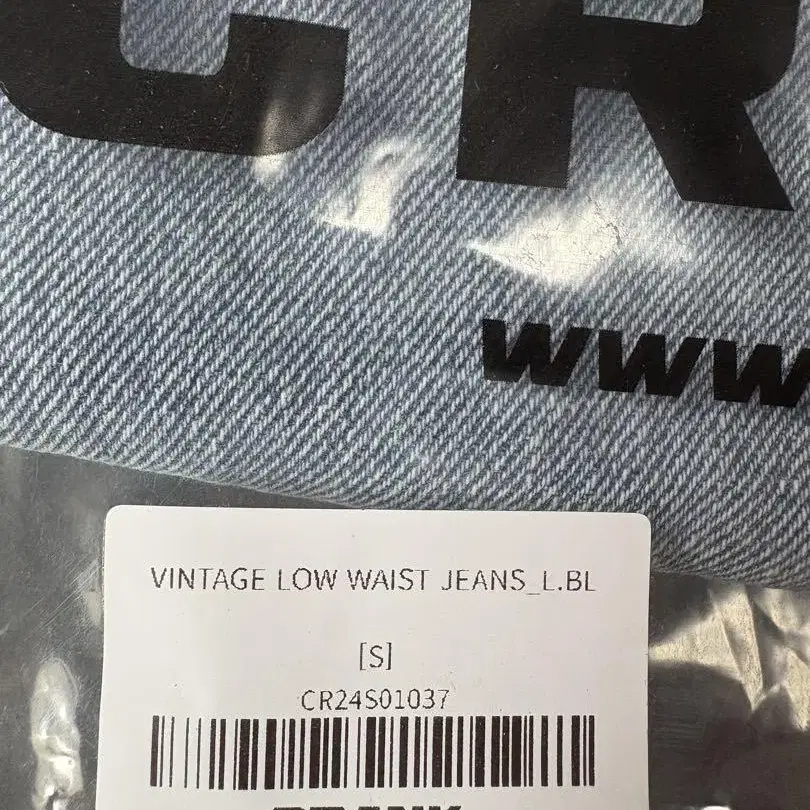 CR
www
VINTAGE LOW WAIST JEANS_L.BL
[S]
CR24S01037